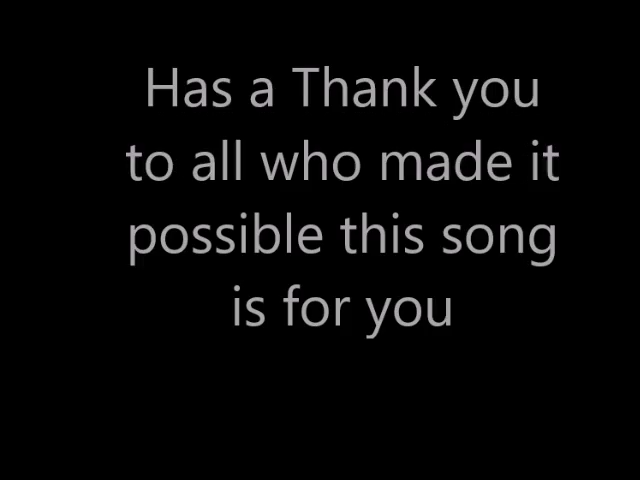 Has a Thank you
to all who made it
possible this song
is for you